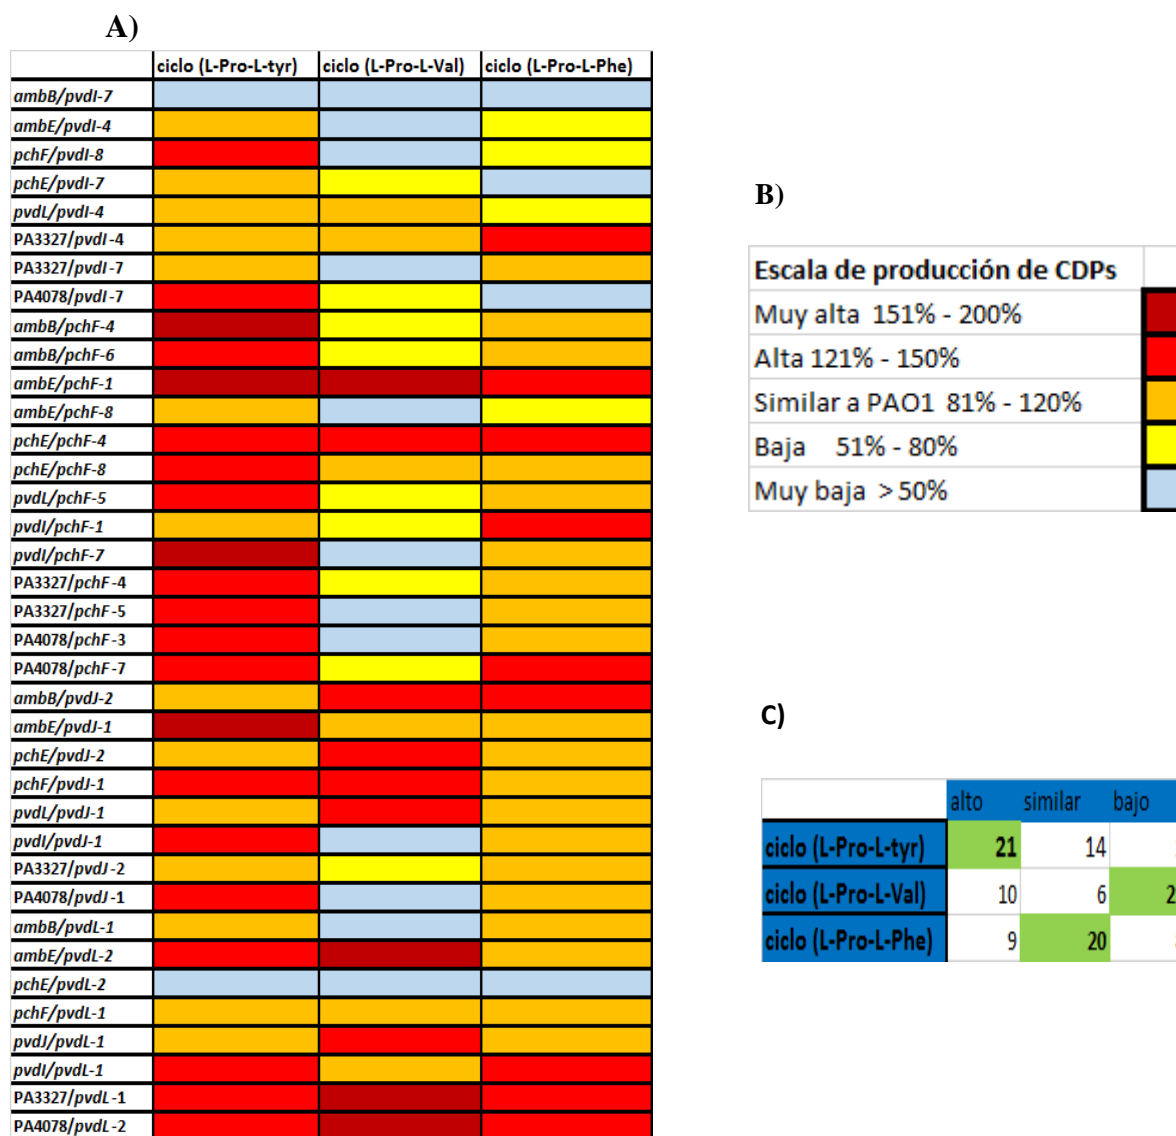 A)
ciclo (L-Pro-L-tyr) ciclo (L-Pro-L-Val) ciclo (L-Pro-L-Phe)
ambB/pvdI-7
ambE/pvdI-4
pchF/pvdI-8
pchE/pvdI-7
pvdL/pvdI-4
PA3327/pvdI-4
PA3327/pvdI-7
PA4078/pvdI-7
ambB/pchF-4
ambB/pchF-6
ambE/pchF-1
ambE/pchF-8
pchE/pchF-4
pchE/pchF-8
pvdL/pchF-5
pvdI/pchF-1
pvdI/pchF-7
PA3327/pchF-4
PA3327/pchF-5
PA4078/pchF-3
PA4078/pchF-7
ambB/pvdJ-2
ambE/pvdJ-1
pchE/pvdJ-2
pchF/pvdJ-1
pvdL/pvdJ-1
pvdI/pvdJ-1
PA3327/pvdJ-2
PA4078/pvdJ-1
ambB/pvdL-1
ambE/pvdL-2
pchE/pvdL-2
pchF/pvdL-1
pvdJ/pvdL-1
pvdI/pvdL-1
PA3327/pvdL-1
PA4078/pvdL-2
B)
Escala de producción de CDPs
Muy alta 151% - 200%
Alta 121% - 150%
Similar a PAO1 81% - 120%
Baja 51% - 80%
Muy baja > 50%
C)
alto similar bajo
ciclo (L-Pro-L-tyr) 21 14
ciclo (L-Pro-L-Val) 10 6 2
ciclo (L-Pro-L-Phe) 9 20